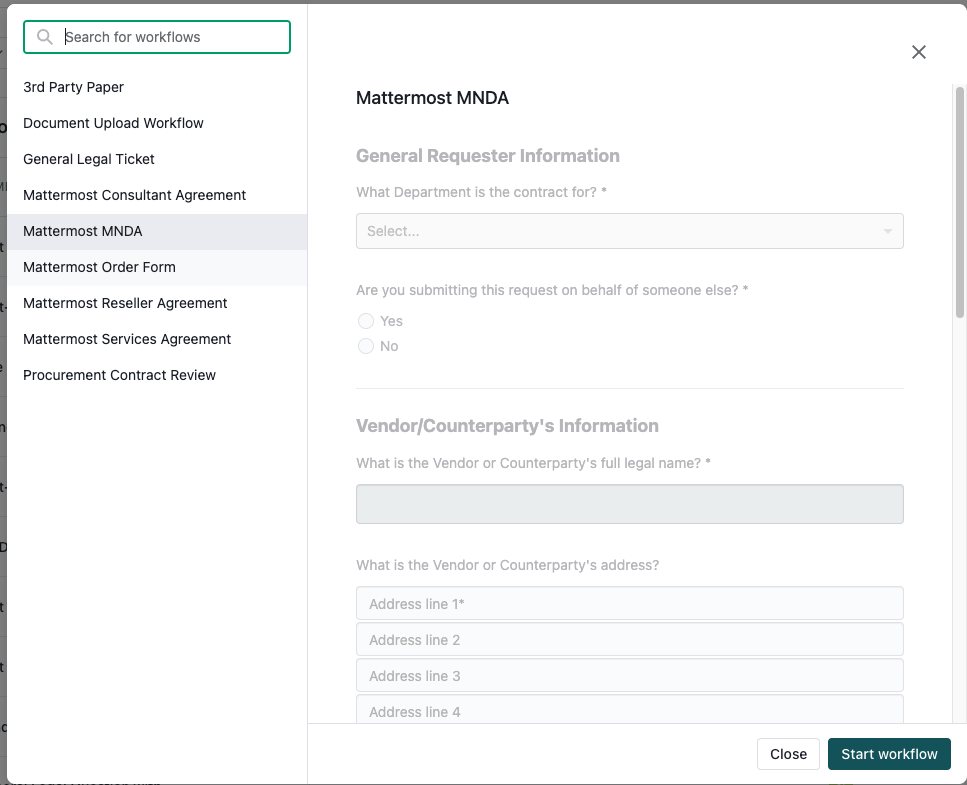 Search for workflows
3rd Party Paper
Document Upload Workflow
General Legal Ticket
Mattermost Consultant Agreement
Mattermost MNDA
Mattermost Order Form
Mattermost Reseller Agreement
Mattermost Services Agreement
Procurement Contract Review
Mattermost MNDA
General Requester Information
What Department is the contract for? *
Select...
Are you submitting this request on behalf of someone else? *
Yes
No
Vendor/Counterparty's Information
What is the Vendor or Counterparty's full legal name? *
What is the Vendor or Counterparty's address?
Address line 1*
Address line 2
Address line 3
Address line 4
Close
Start workflow